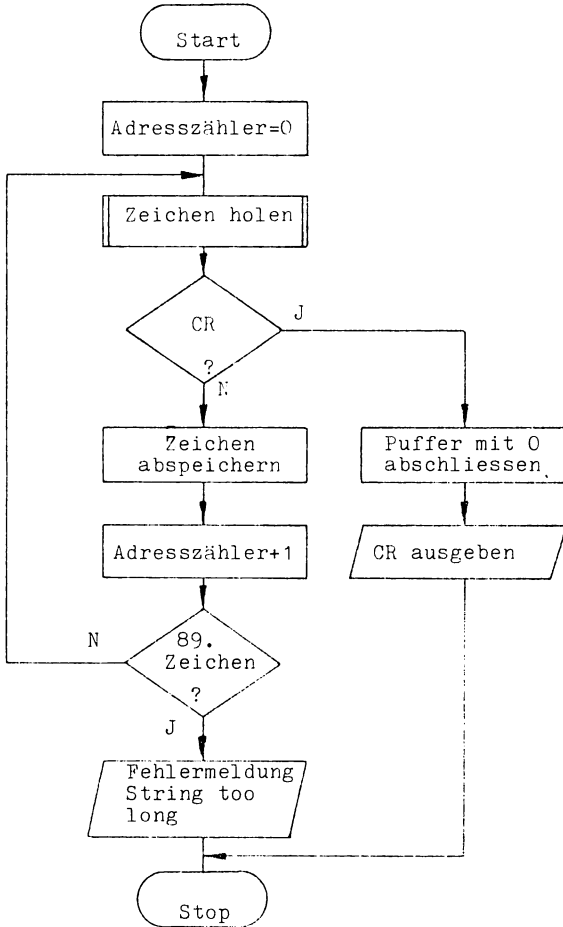 Start
Adresszähler=0
Zeichen holen
CR
?
J
N
Zeichen
abspeichern
Puffer mit 0
abschliessen
Adresszähler+1
CR ausgeben
89.
Zeichen
?
N
J
Fehlermeldung
String too
long
Stop